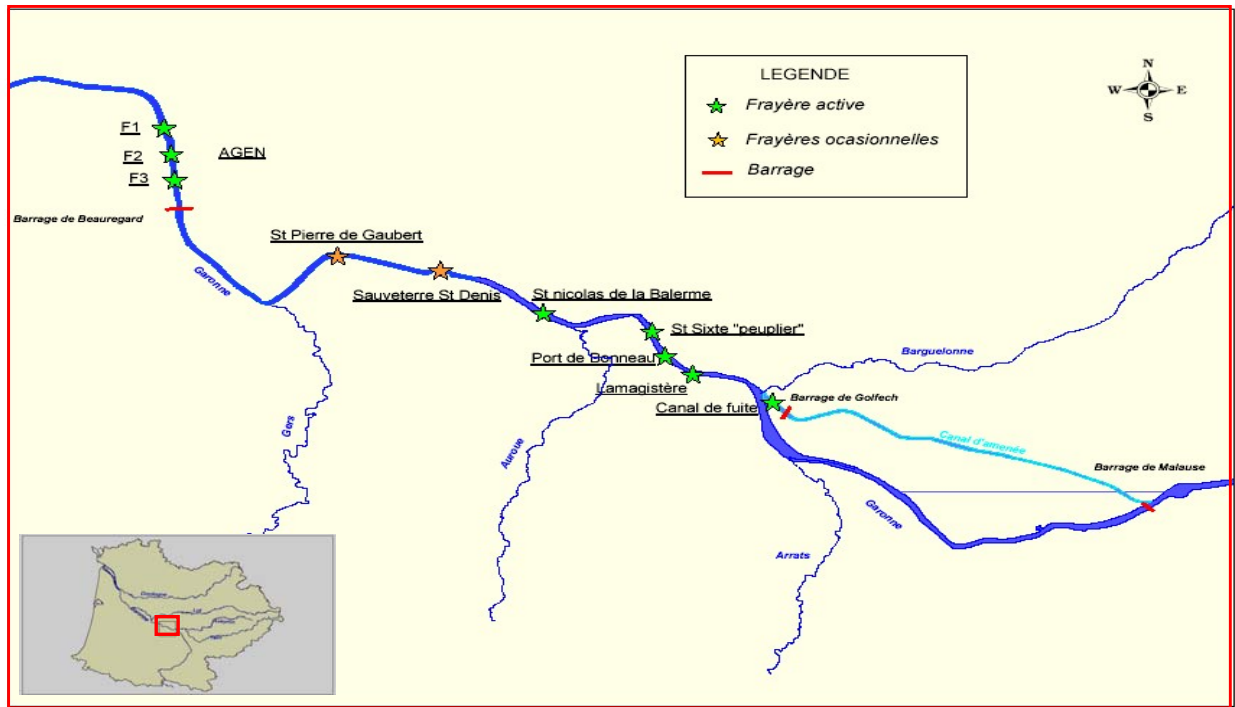 LEGENDE
Frayère active
Frayères ocasionnelles
Barrage
N
W
E
S
F1
F2
AGEN
F3
Barrage de Beauregard
St Pierre de Gaubert
Garonne
Sauveterre St Denis
St nicolas de la Balerme
St Sixte "peuplier"
Port de Bonneau
Barguelonne
Lamagistère
Canal de fuite
Barrage de Golfech
Gers
Auroue
Canal d'amenée
Barrage de Malause
Garonne
Arrats